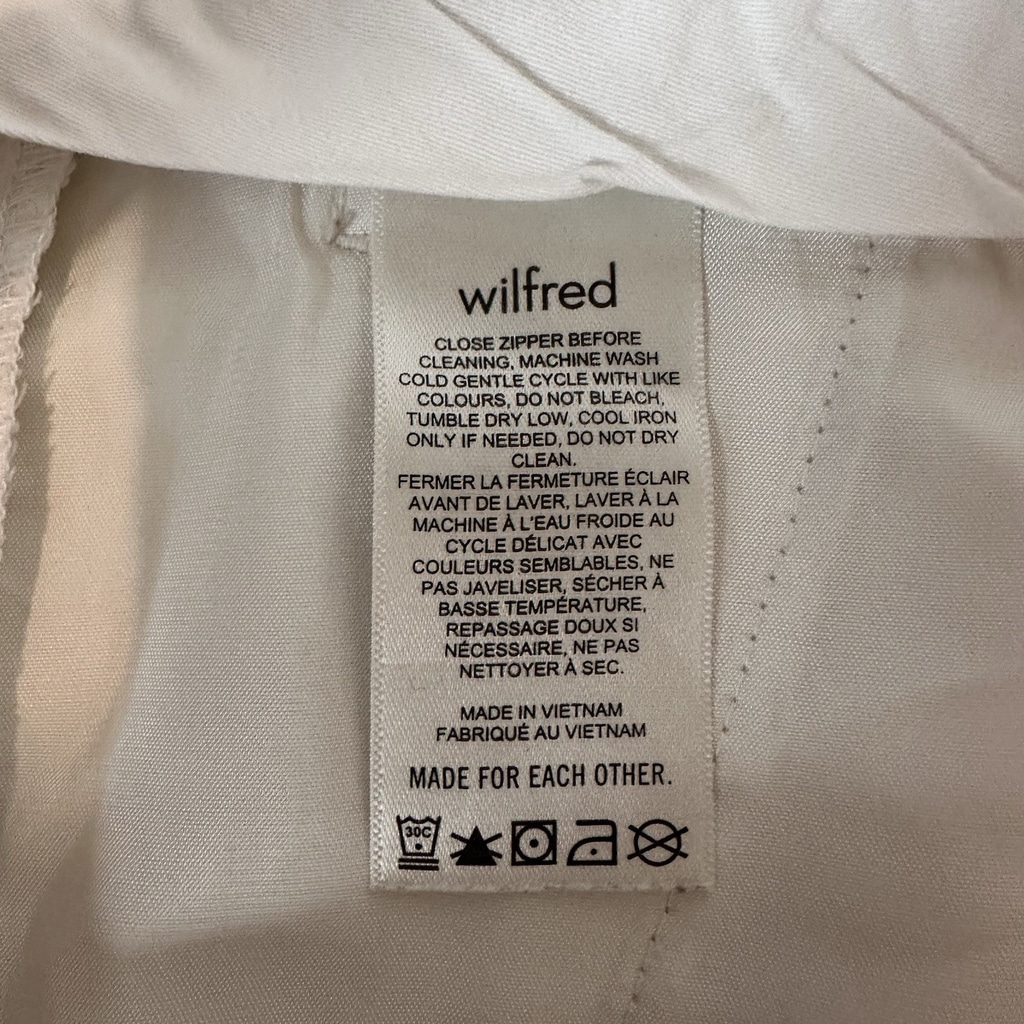 wilfred
CLOSE ZIPPER BEFORE
CLEANING, MACHINE WASH
COLD GENTLE CYCLE WITH LIKE
COLOURS, DO NOT BLEACH,
TUMBLE DRY LOW, COOL IRON
ONLY IF NEEDED, DO NOT DRY
CLEAN.
FERMER LA FERMETURE ÉCLAIR
AVANT DE LAVER, LAVER À LA
MACHINE À L'EAU FROIDE AU
CYCLE DÉLICAT AVEC
COULEURS SEMBLABLES, NE
PAS JAVELISER, SÉCHER À
BASSE TEMPÉRATURE,
REPASSAGE DOUX SI
NÉCESSAIRE, NE PAS
NETTOYER À SEC.
MADE IN VIETNAM
FABRIQUÉ AU VIETNAM
MADE FOR EACH OTHER.
30C